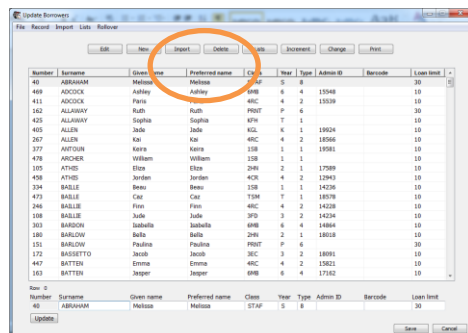 Update Borrowers
File Record Import Lists Rollover
Edit New Import Delete Increment Change Print
Number Surname Given name Preferred name Class Year Type Admin ID Barcode Loan limit
40 ABRAHAM Melissa Melissa STAF S 8 30
469 ADCOCK Ashley Ashley 6MB 6 4 15548 10
411 ADCOCK Paris Paris 4RC 4 2 15539 10
162 ALLAWAY Ruth Ruth PRNT P 6 30
425 ALLAWAY Sophia Sophia KFH T 1 10
405 ALLEN Jade Jade KGL K 1 19924 10
267 ALLEN Kai Kai 4RC 4 2 18566 10
377 ANTOUN Keira Keira 1SB 1 1 19581 10
478 ARCHER William William 1SB 1 1 10
105 ATHIS Eliza Eliza 2HN 2 1 17589 10
458 ATHIS Jorden Jorden 4CR 4 2 12943 10
334 BAILLE Beau Beau 1SB 1 1 14236 10
473 BAILLE Caz Caz TSM T 1 18578 10
246 BAILLIE Finn Finn 4RC 4 2 14228 10
108 BAILLIE Jude Jude 3FD 3 2 14234 10
303 BARDON Isabella Isabella 6MB 6 4 14864 10
180 BARLOW Bella Bella 2HN 2 1 18018 10
151 BARLOW Paulina Paulina PRNT P 6 30
172 BASSETTO Jacob Jacob 3EC 3 2 18091 10
447 BATTEN Emma Emma 4RC 4 2 15821 10
163 BATTEN Jasper Jasper 6MB 6 4 17162 10
Row 0
Number Surname Given name Preferred name Class Year Type Admin ID Barcode Loan limit
40 ABRAHAM Melissa Melissa STAF S 8 30
Update
Save Cancel